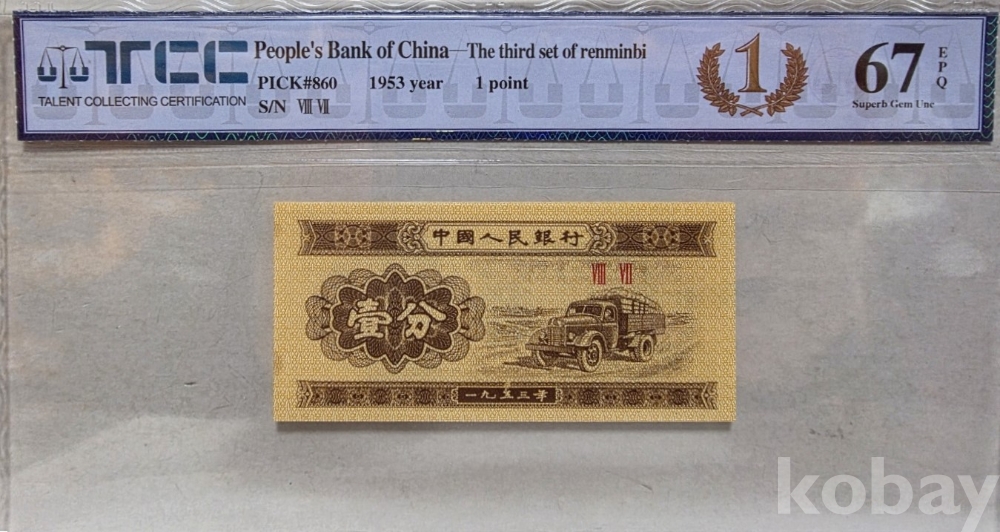 TCC
TALENT COLLECTING CERTIFICATION
People's Bank of China—The third set of renminbi
PICK#860 1953 year 1 point
S/N Ⅷ Ⅶ
1
67 EPQ
Superb Gem Unc
中國人民銀行
Ⅷ Ⅶ
壹分
一九五三年
kobay